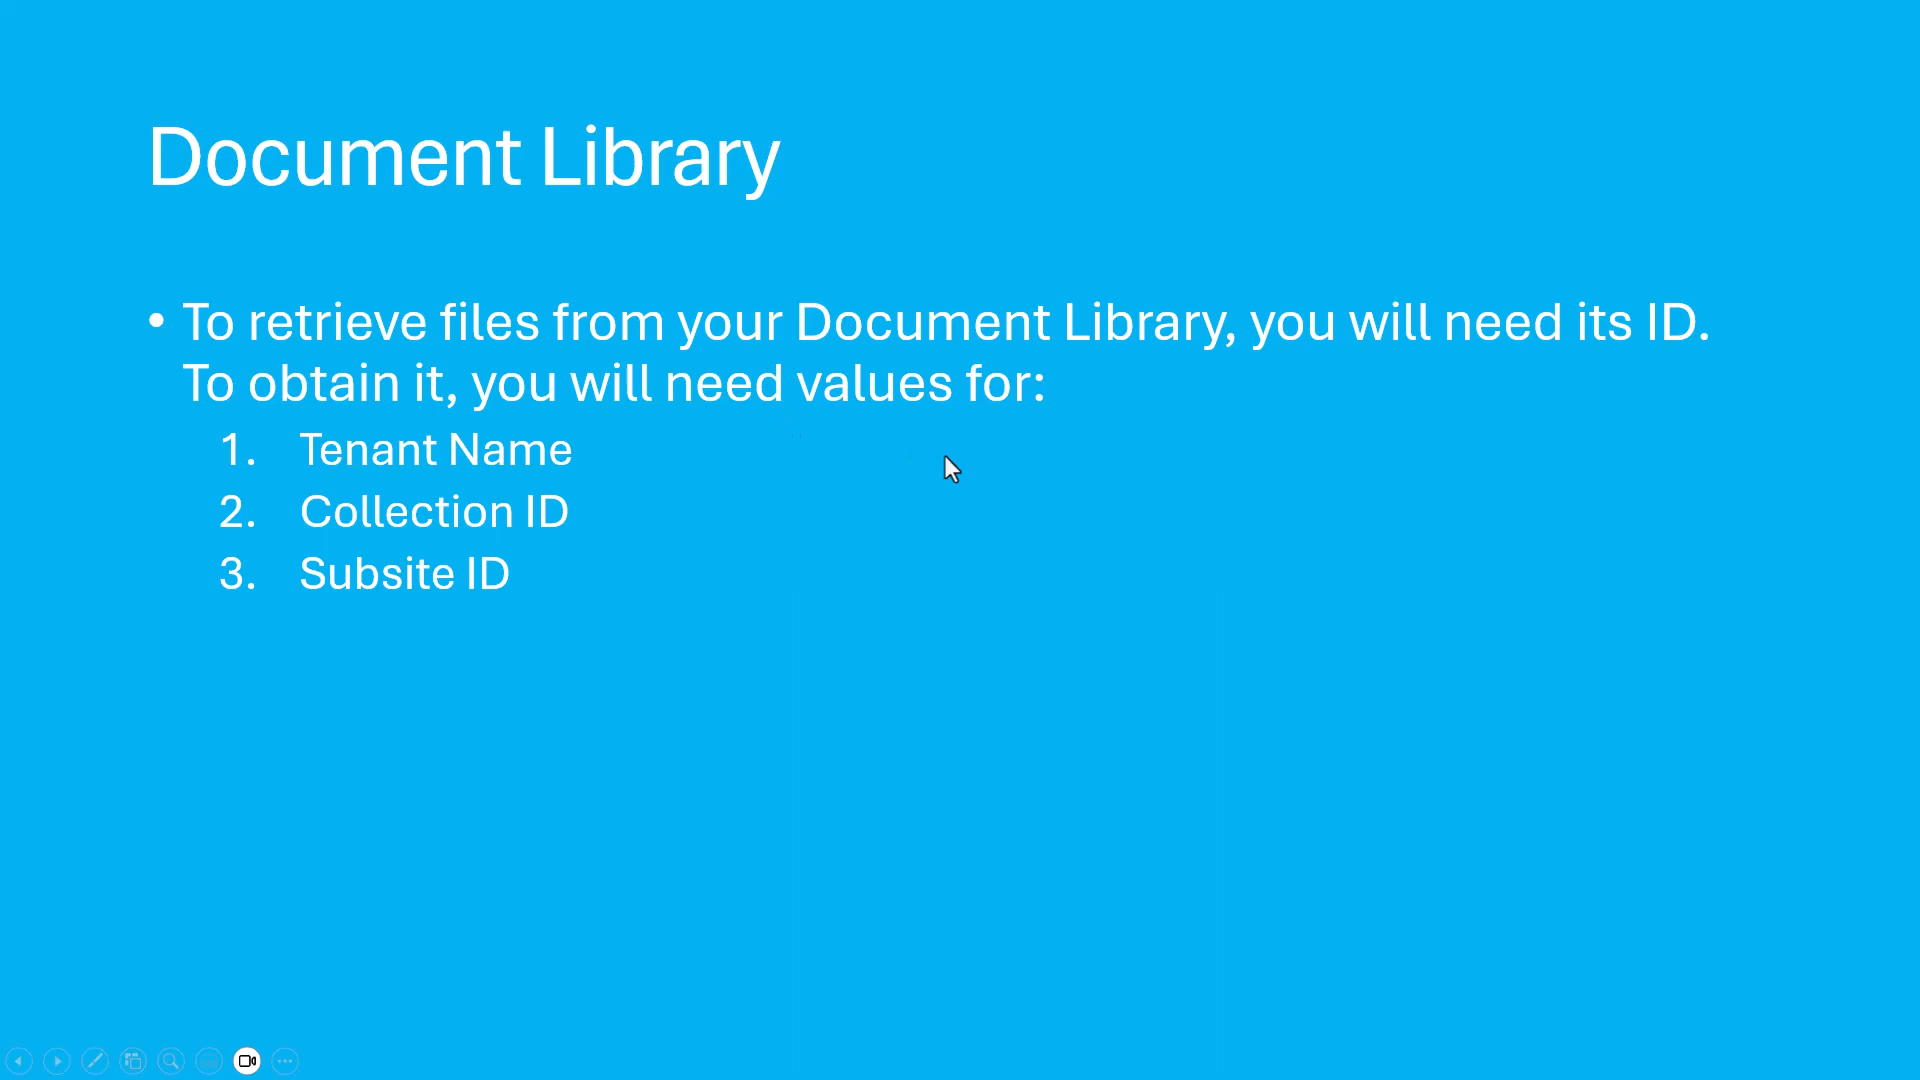 Document Library
• To retrieve files from your Document Library, you will need its ID.
To obtain it, you will need values for:
1. Tenant Name
2. Collection ID
3. Subsite ID